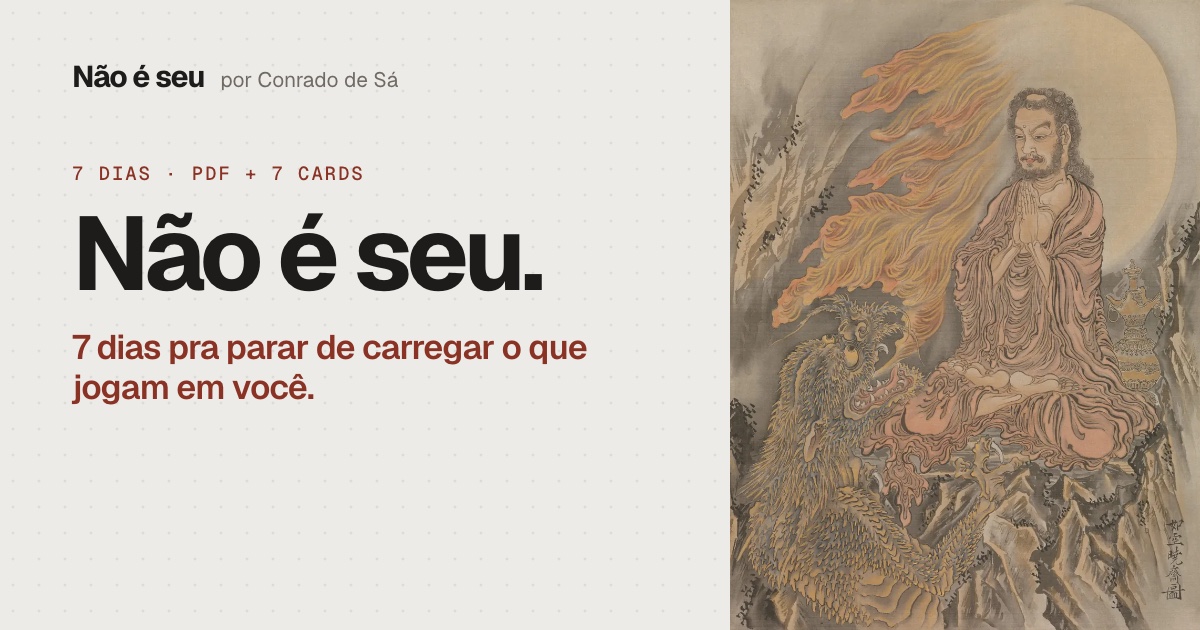 Não é seu por Conrado de Sá
7 DIAS · PDF + 7 CARDS
Não é seu.
7 dias pra parar de carregar o que
jogam em você.